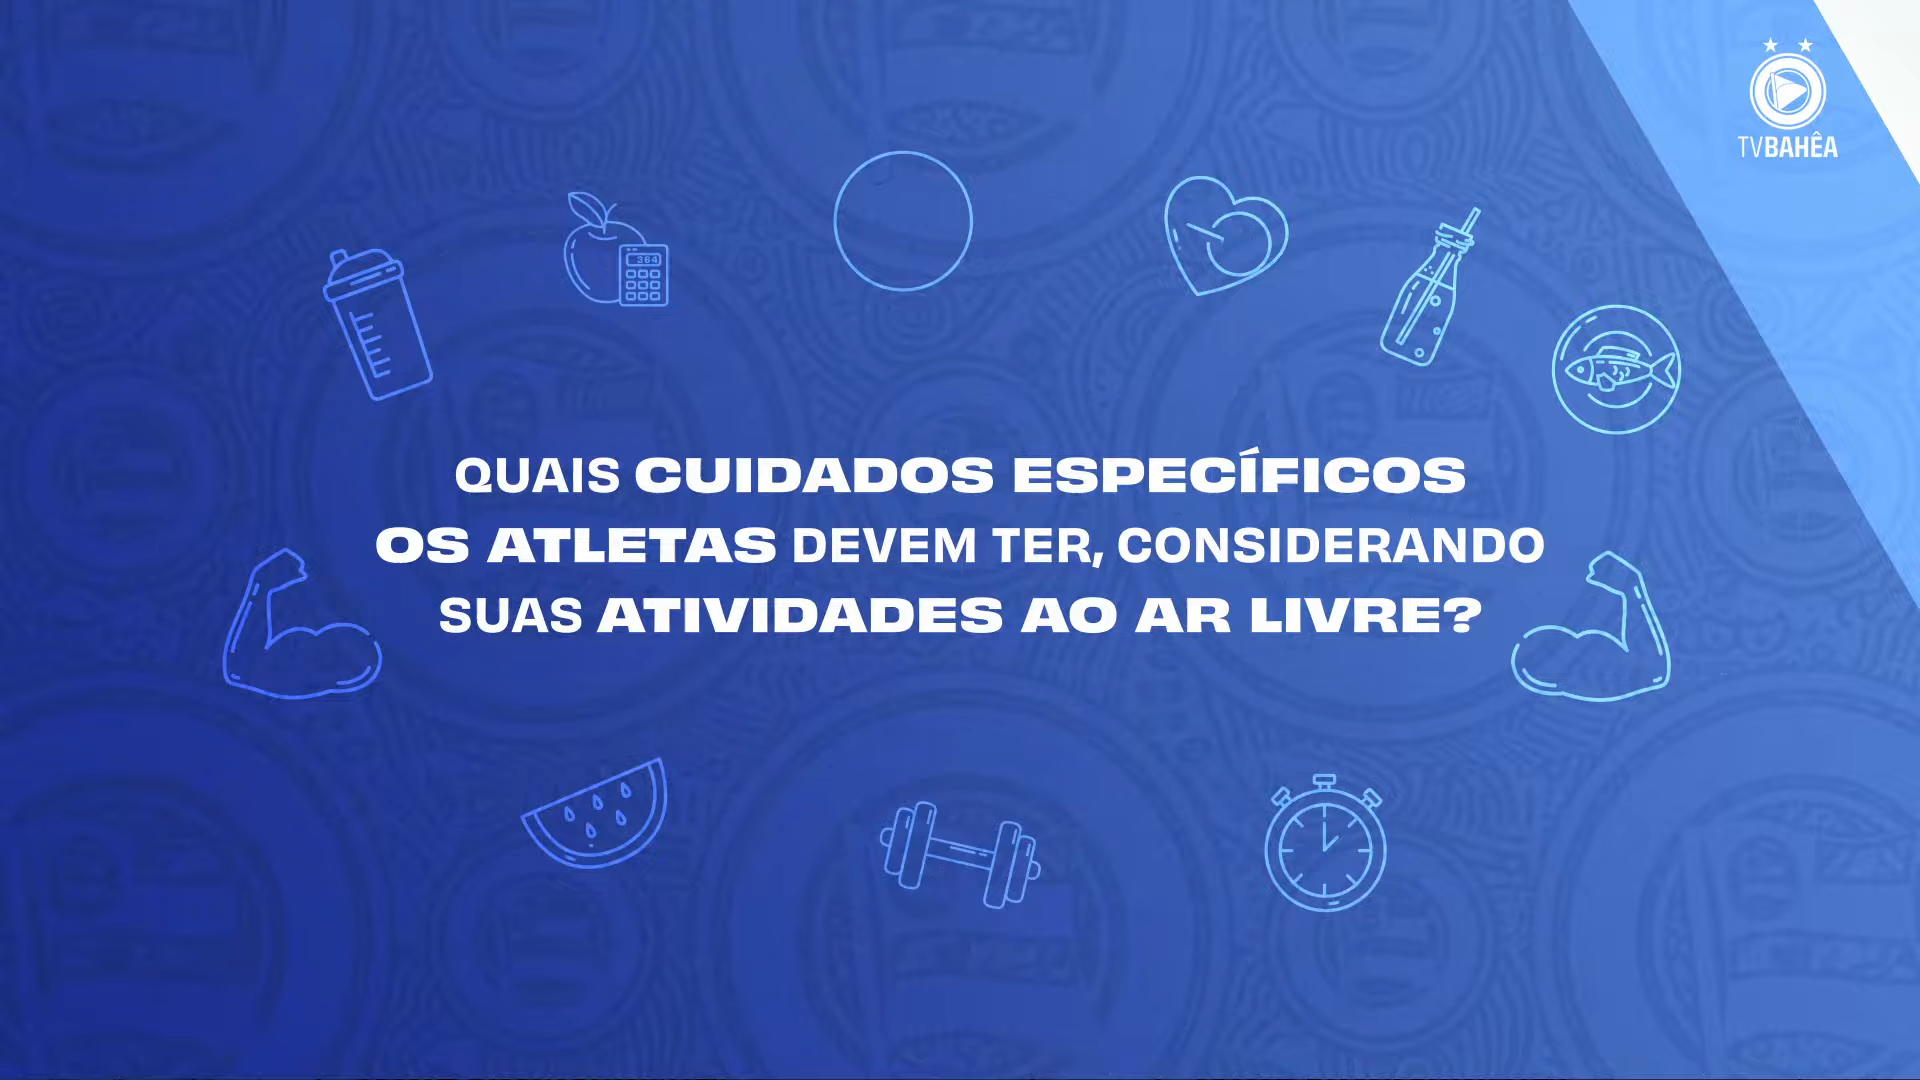 TVBAHÊA
364
QUAIS CUIDADOS ESPECÍFICOS
OS ATLETAS DEVEM TER, CONSIDERANDO
SUAS ATIVIDADES AO AR LIVRE?